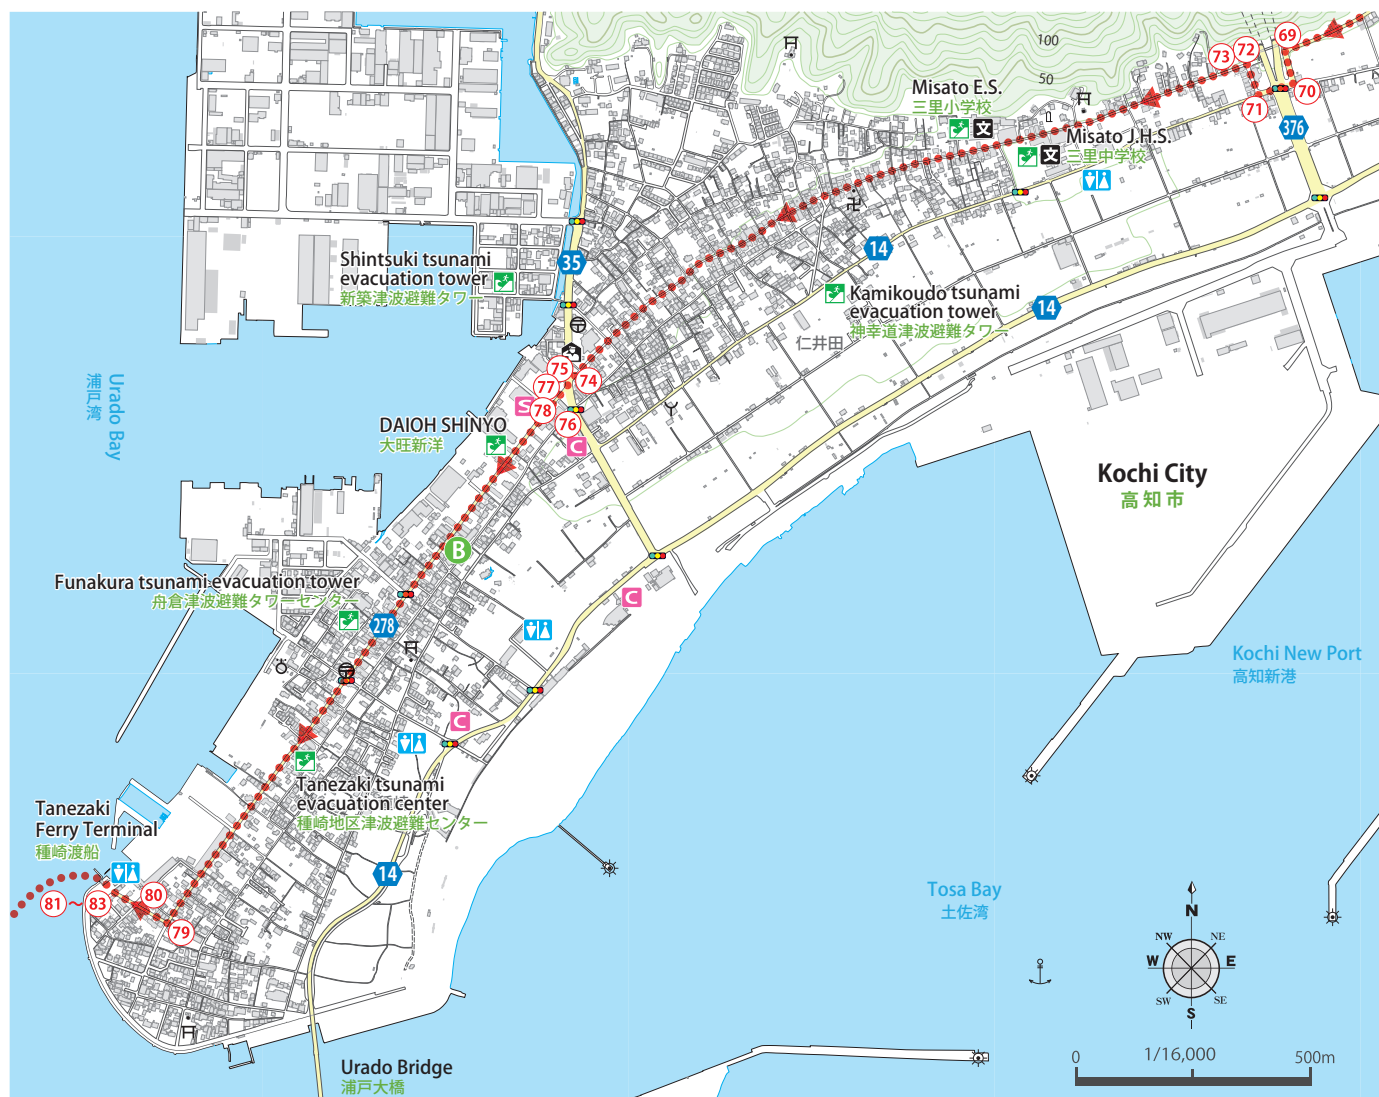 100
50
69
72
73
70
71
376
Misato E.S.
三里小学校
文
Misato J.H.S.
三里中学校
文
卍
14
35
Shintsuki tsunami
evacuation tower
新築津波避難タワー
Kamikoudo tsunami
evacuation tower
神幸道津波避難タワー
14
仁井田
Urado Bay
浦戸湾
75
74
77
78
76
S
C
DAIOH SHINYO
大旺新洋
Kochi City
高知市
B
Funakura tsunami evacuation tower
舟倉津波避難タワーセンター
278
C
Kochi New Port
高知新港
C
Tanezaki tsunami
evacuation center
種崎地区津波避難センター
Tanezaki
Ferry Terminal
種崎渡船
14
80
81~83
79
Tosa Bay
土佐湾
N
NW
NE
W
E
SW
SE
S
Urado Bridge
浦戸大橋
0
1/16,000
500m